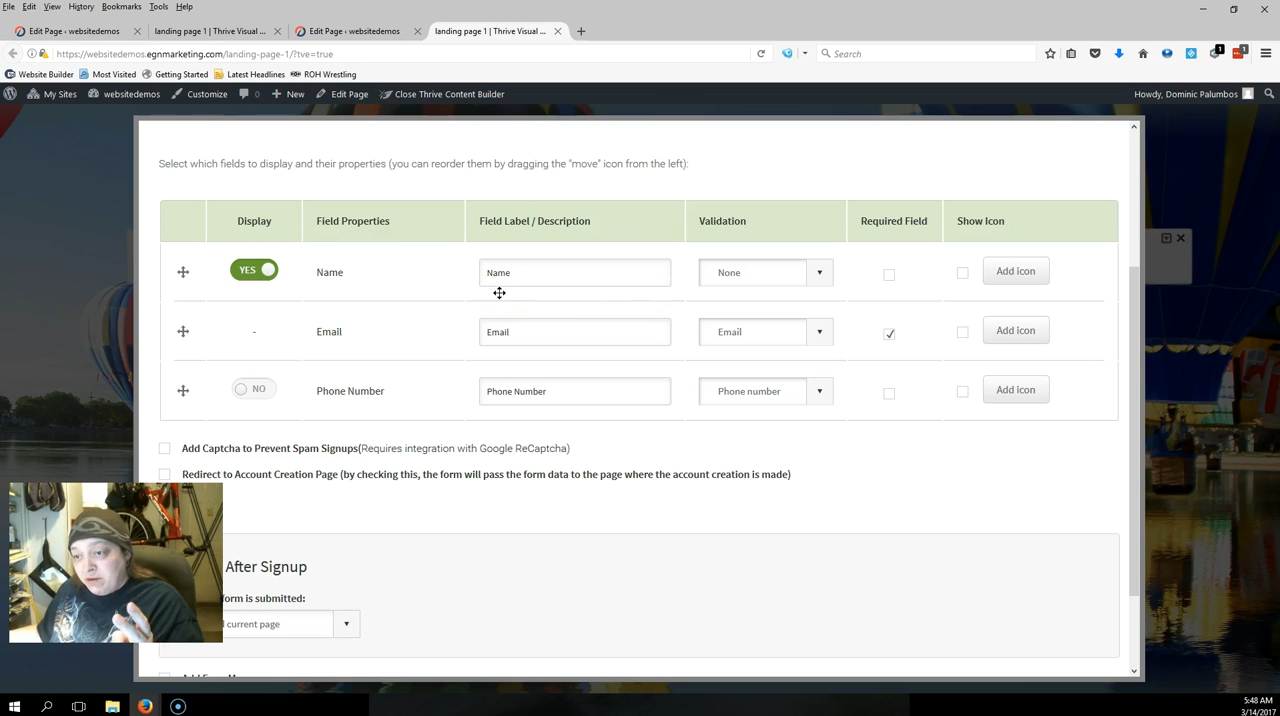 File Edit View History Bookmarks Tools Help
Edit Page ‹ websitedemos × landing page 1 | Thrive Visual ... × Edit Page ‹ websitedemos × landing page 1 | Thrive Visual ... × +
https://websitedemos.egnmarketing.com/landing-page-1/?tve=true Search 1 1
Website Builder Most Visited Getting Started Latest Headlines ROH Wrestling
My Sites websitedemos Customize 0 + New Edit Page Close Thrive Content Builder Howdy, Dominic Palumbos
Select which fields to display and their properties (you can reorder them by dragging the "move" icon from the left):
Display Field Properties Field Label / Description Validation Required Field Show Icon
YES Name Name None Add icon
- Email Email Email Add icon
NO Phone Number Phone Number Phone number Add icon
Add Captcha to Prevent Spam Signups(Requires integration with Google ReCaptcha)
Redirect to Account Creation Page (by checking this, the form will pass the form data to the page where the account creation is made)
After Signup
form is submitted:
current page
5:48 AM
3/14/2017